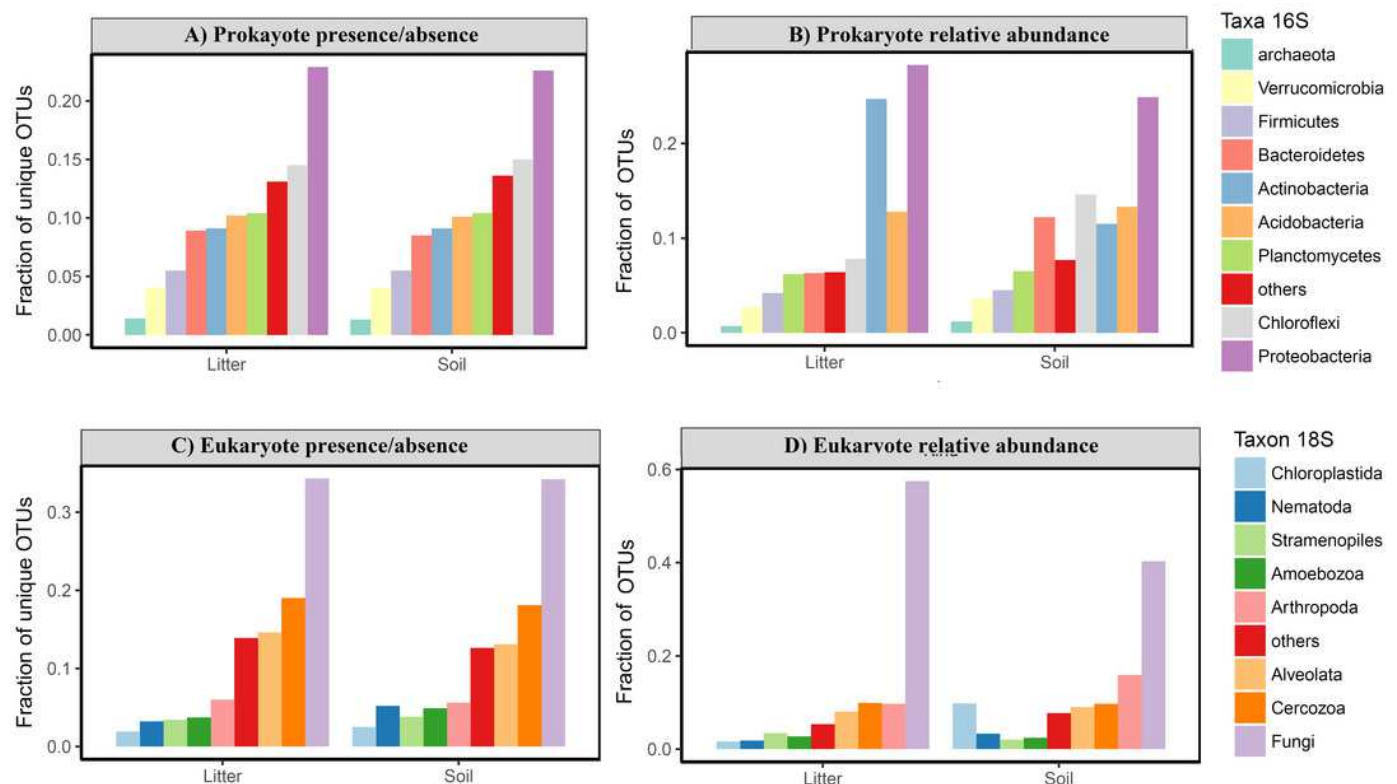 A) Prokayote presence/absence
Fraction of unique OTUs
0.20
0.15
0.10
0.05
0.00
Litter
Soil
B) Prokaryote relative abundance
Fraction of OTUs
0.2
0.1
0.0
Litter
Soil
Taxa 16S
archaeota
Verrucomicrobia
Firmicutes
Bacteroidetes
Actinobacteria
Acidobacteria
Planctomycetes
others
Chloroflexi
Proteobacteria
C) Eukaryote presence/absence
Fraction of unique OTUs
0.3
0.2
0.1
0.0
Litter
Soil
D) Eukarvote relative abundance
Fraction of OTUs
0.6
0.4
0.2
0.0
Litter
Soil
Taxon 18S
Chloroplastida
Nematoda
Stramenopiles
Amoebozoa
Arthropoda
others
Alveolata
Cercozoa
Fungi